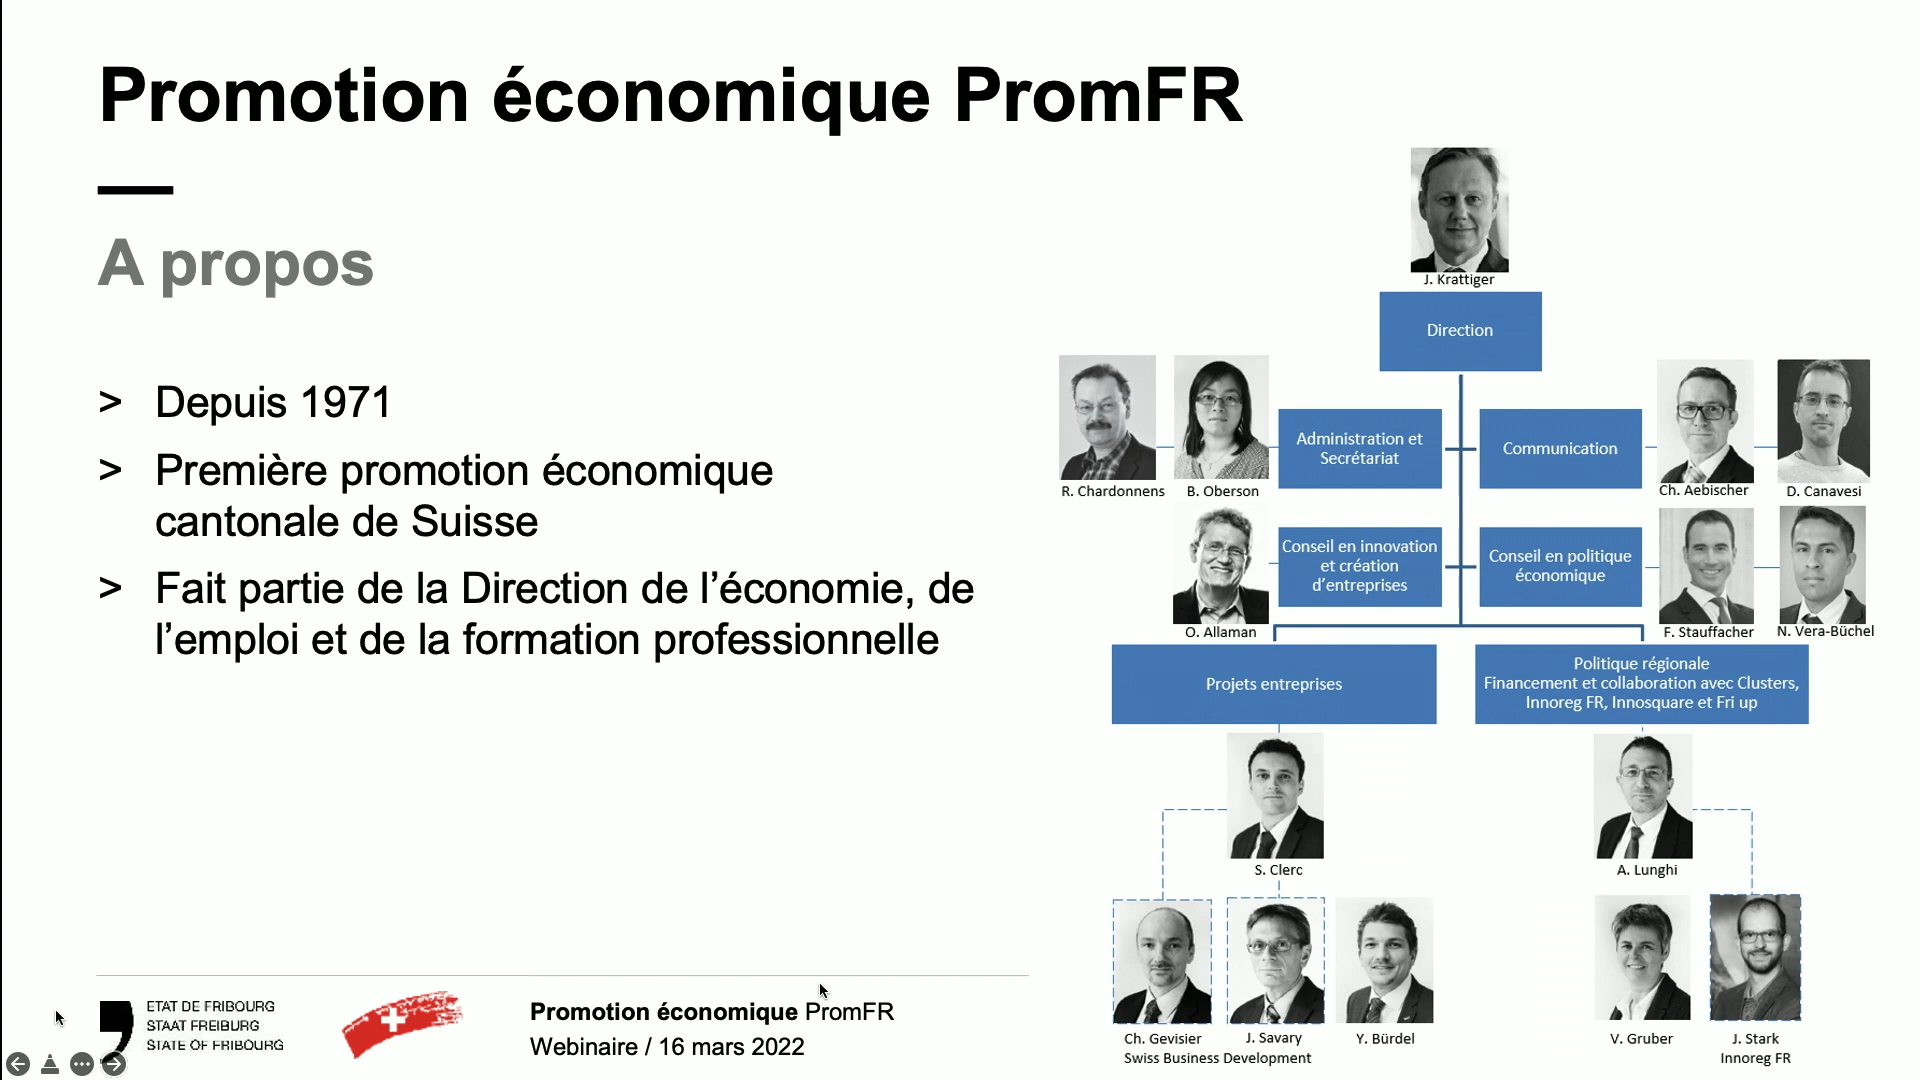 Promotion économique PromFR
A propos
> Depuis 1971
> Première promotion économique
cantonale de Suisse
> Fait partie de la Direction de l’économie, de
l’emploi et de la formation professionnelle
J. Krattiger
Direction
R. Chardonnens
B. Oberson
Administration et
Secrétariat
Communication
Ch. Aebischer
D. Canavesi
O. Allaman
Conseil en innovation
et création
d’entreprises
Conseil en politique
économique
F. Stauffacher
N. Vera-Büchel
Projets entreprises
Politique régionale
Financement et collaboration avec Clusters,
Innoreg FR, Innosquare et Fri up
S. Clerc
A. Lunghi
Ch. Gevisier
J. Savary
Swiss Business Development
Y. Bürdel
V. Gruber
J. Stark
Innoreg FR
ETAT DE FRIBOURG
STAAT FREIBURG
STATE OF FRIBOURG
Promotion économique PromFR
Webinaire / 16 mars 2022